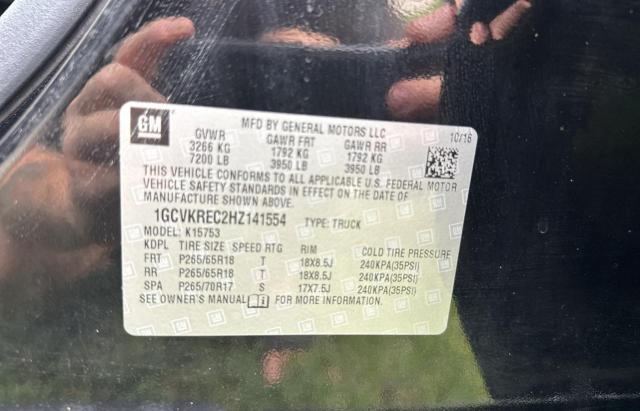 GM
MFD BY GENERAL MOTORS LLC
10/16
GVWR GAWR FRT GAWR RR
3266 KG 1792 KG 1792 KG
7200 LB 3950 LB 3950 LB
THIS VEHICLE CONFORMS TO ALL APPLICABLE U.S. FEDERAL MOTOR
VEHICLE SAFETY STANDARDS IN EFFECT ON THE DATE OF
MANUFACTURE SHOWN ABOVE.
1GCVKREC2HZ141554 TYPE: TRUCK
MODEL: K15753
KDPL TIRE SIZE SPEED RTG RIM COLD TIRE PRESSURE
FRT P265/65R18 T 18X8.5J 240KPA(35PSI)
RR P265/65R18 T 18X8.5J 240KPA(35PSI)
SPA P265/70R17 S 17X7.5J 240KPA(35PSI)
SEE OWNER'S MANUAL FOR MORE INFORMATION.